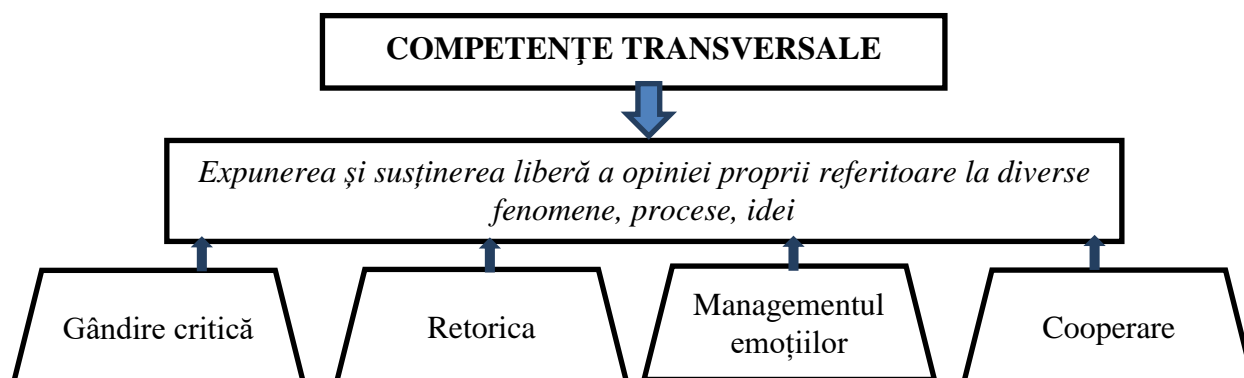 COMPETENŢE TRANSVERSALE
Expunerea și susținerea liberă a opiniei proprii referitoare la diverse
fenomene, procese, idei
Gândire critică
Retorica
Managementul
emoțiilor
Cooperare